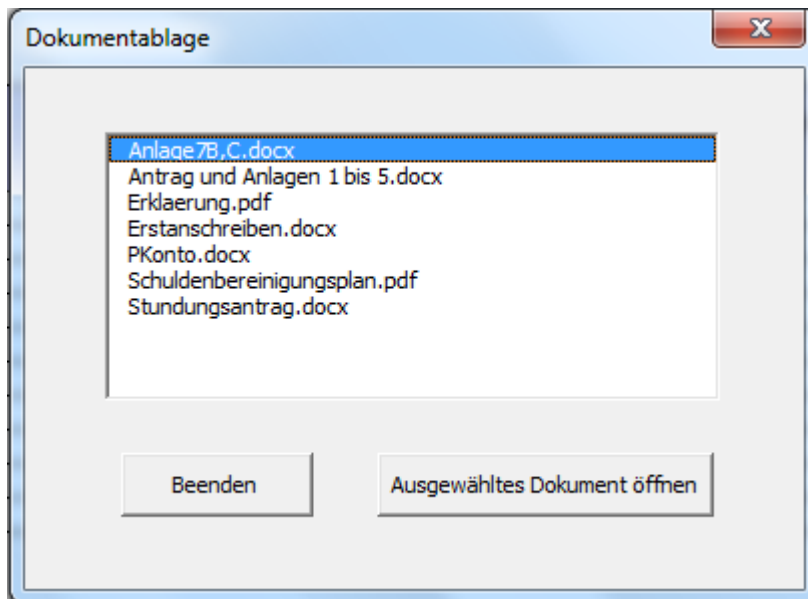 Dokumentablage
Anlage7B,C.docx
Antrag und Anlagen 1 bis 5.docx
Erklaerung.pdf
Erstanschreiben.docx
PKonto.docx
Schuldenbereinigungsplan.pdf
Stundungsantrag.docx
Beenden
Ausgewähltes Dokument öffnen